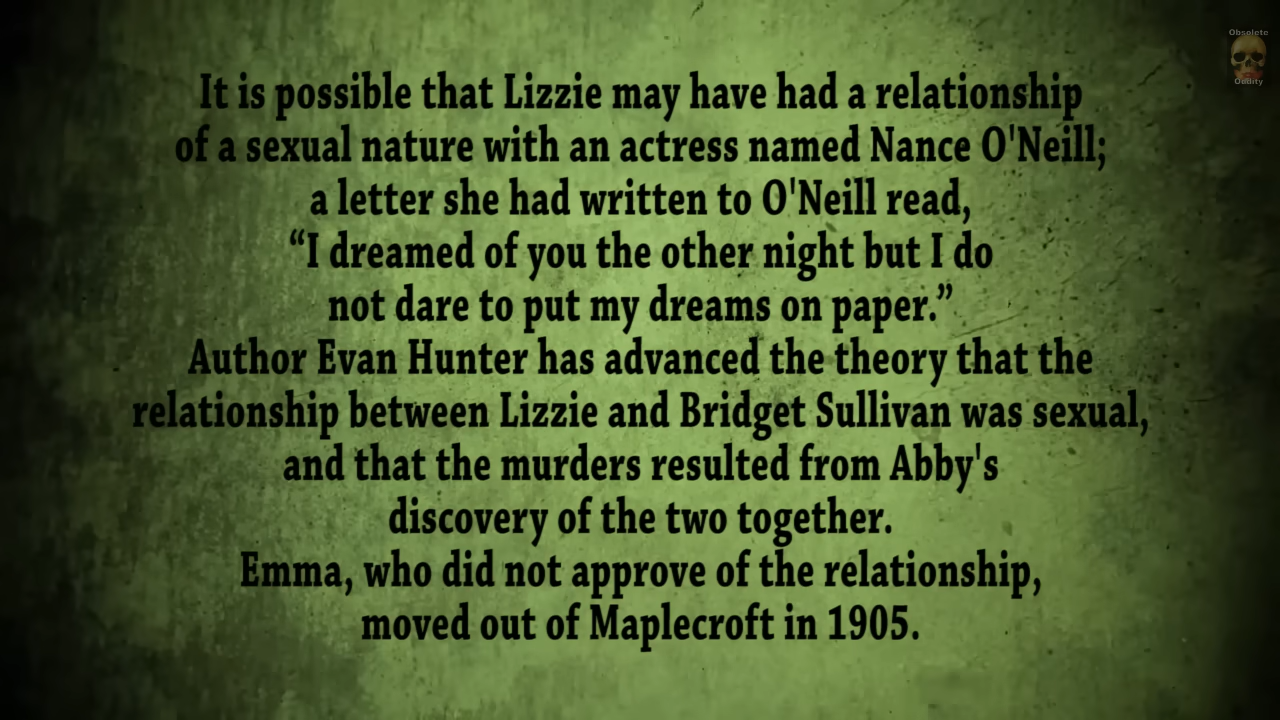 Obsolete
Oddity
It is possible that Lizzie may have had a relationship
of a sexual nature with an actress named Nance O'Neill;
a letter she had written to O'Neill read,
“I dreamed of you the other night but I do
not dare to put my dreams on paper.”
Author Evan Hunter has advanced the theory that the
relationship between Lizzie and Bridget Sullivan was sexual,
and that the murders resulted from Abby's
discovery of the two together.
Emma, who did not approve of the relationship,
moved out of Maplecroft in 1905.